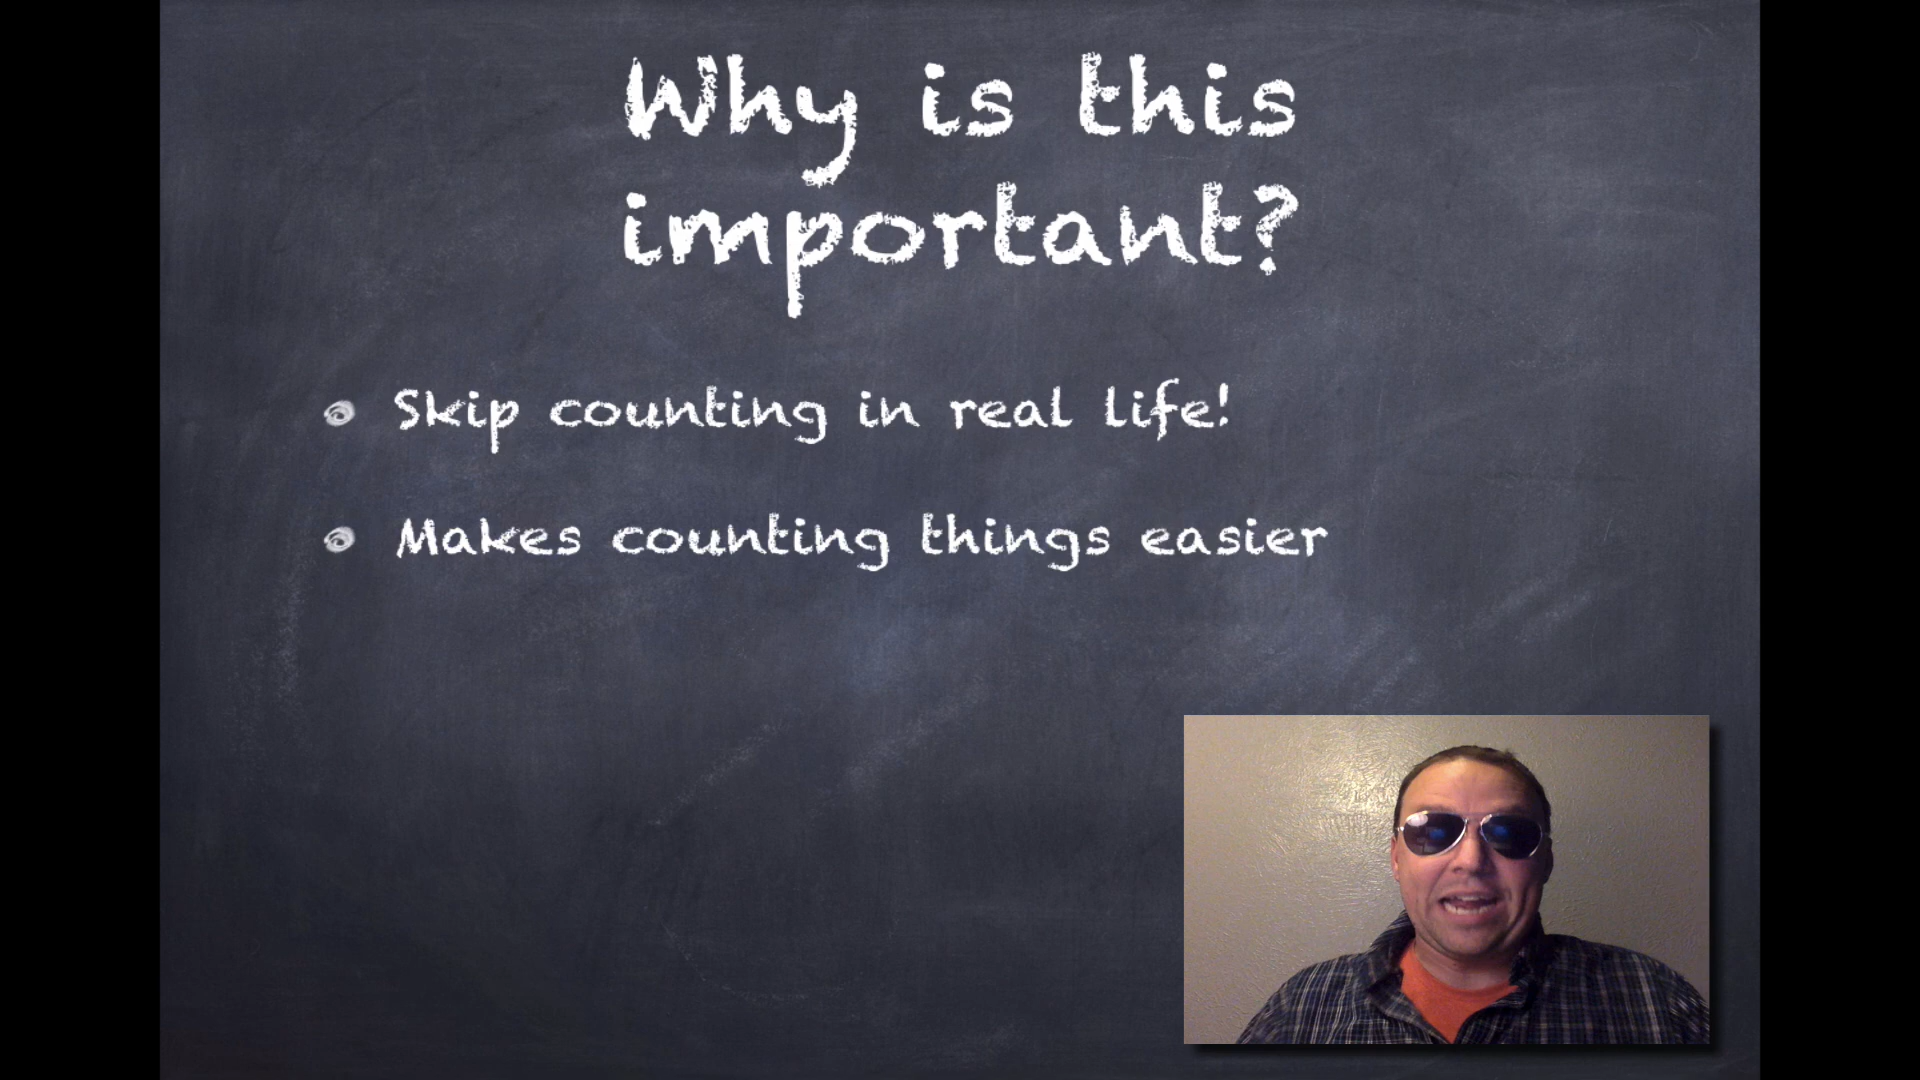 Why is this
important?
Skip counting in real life!
Makes counting things easier